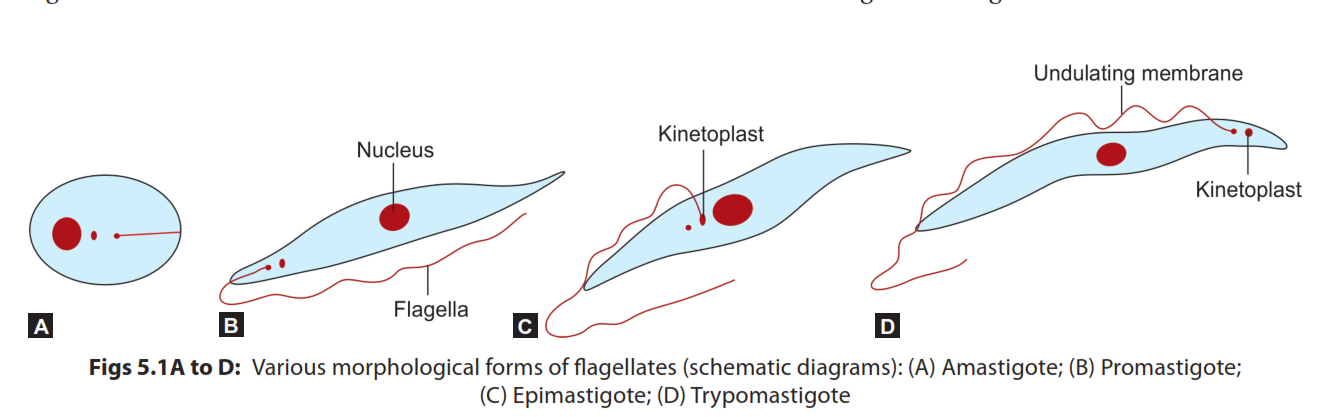 Undulating membrane
Kinetoplast
Nucleus
Kinetoplast
Flagella
A
B
C
D
Figs 5.1A to D: Various morphological forms of flagellates (schematic diagrams): (A) Amastigote; (B) Promastigote;
(C) Epimastigote; (D) Trypomastigote